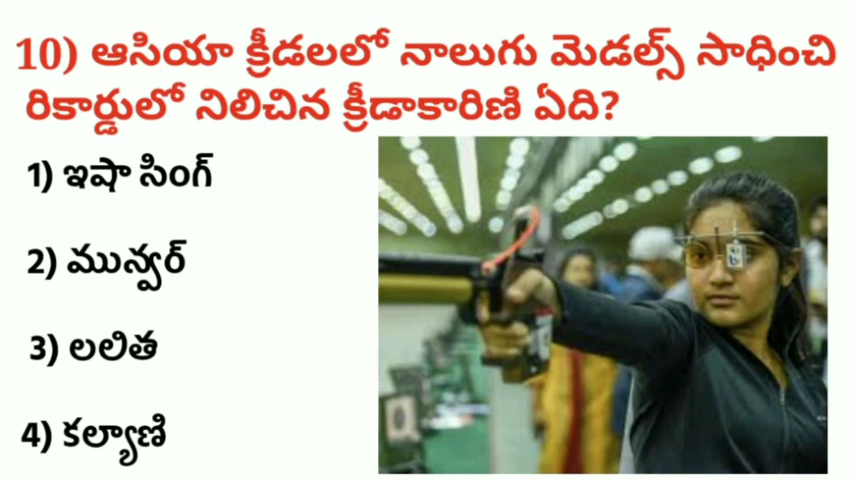 10) ఆసియా క్రీడలలో నాలుగు మెడల్స్ సాధించి
రికార్డులో నిలిచిన క్రీడాకారిణి ఏది?
1) ఇషా సింగ్
2) మున్వర్
3) లలిత
4) కల్యాణి